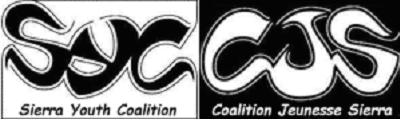 SYC
Sierra Youth Coalition
CJS
Coalition Jeunesse Sierra